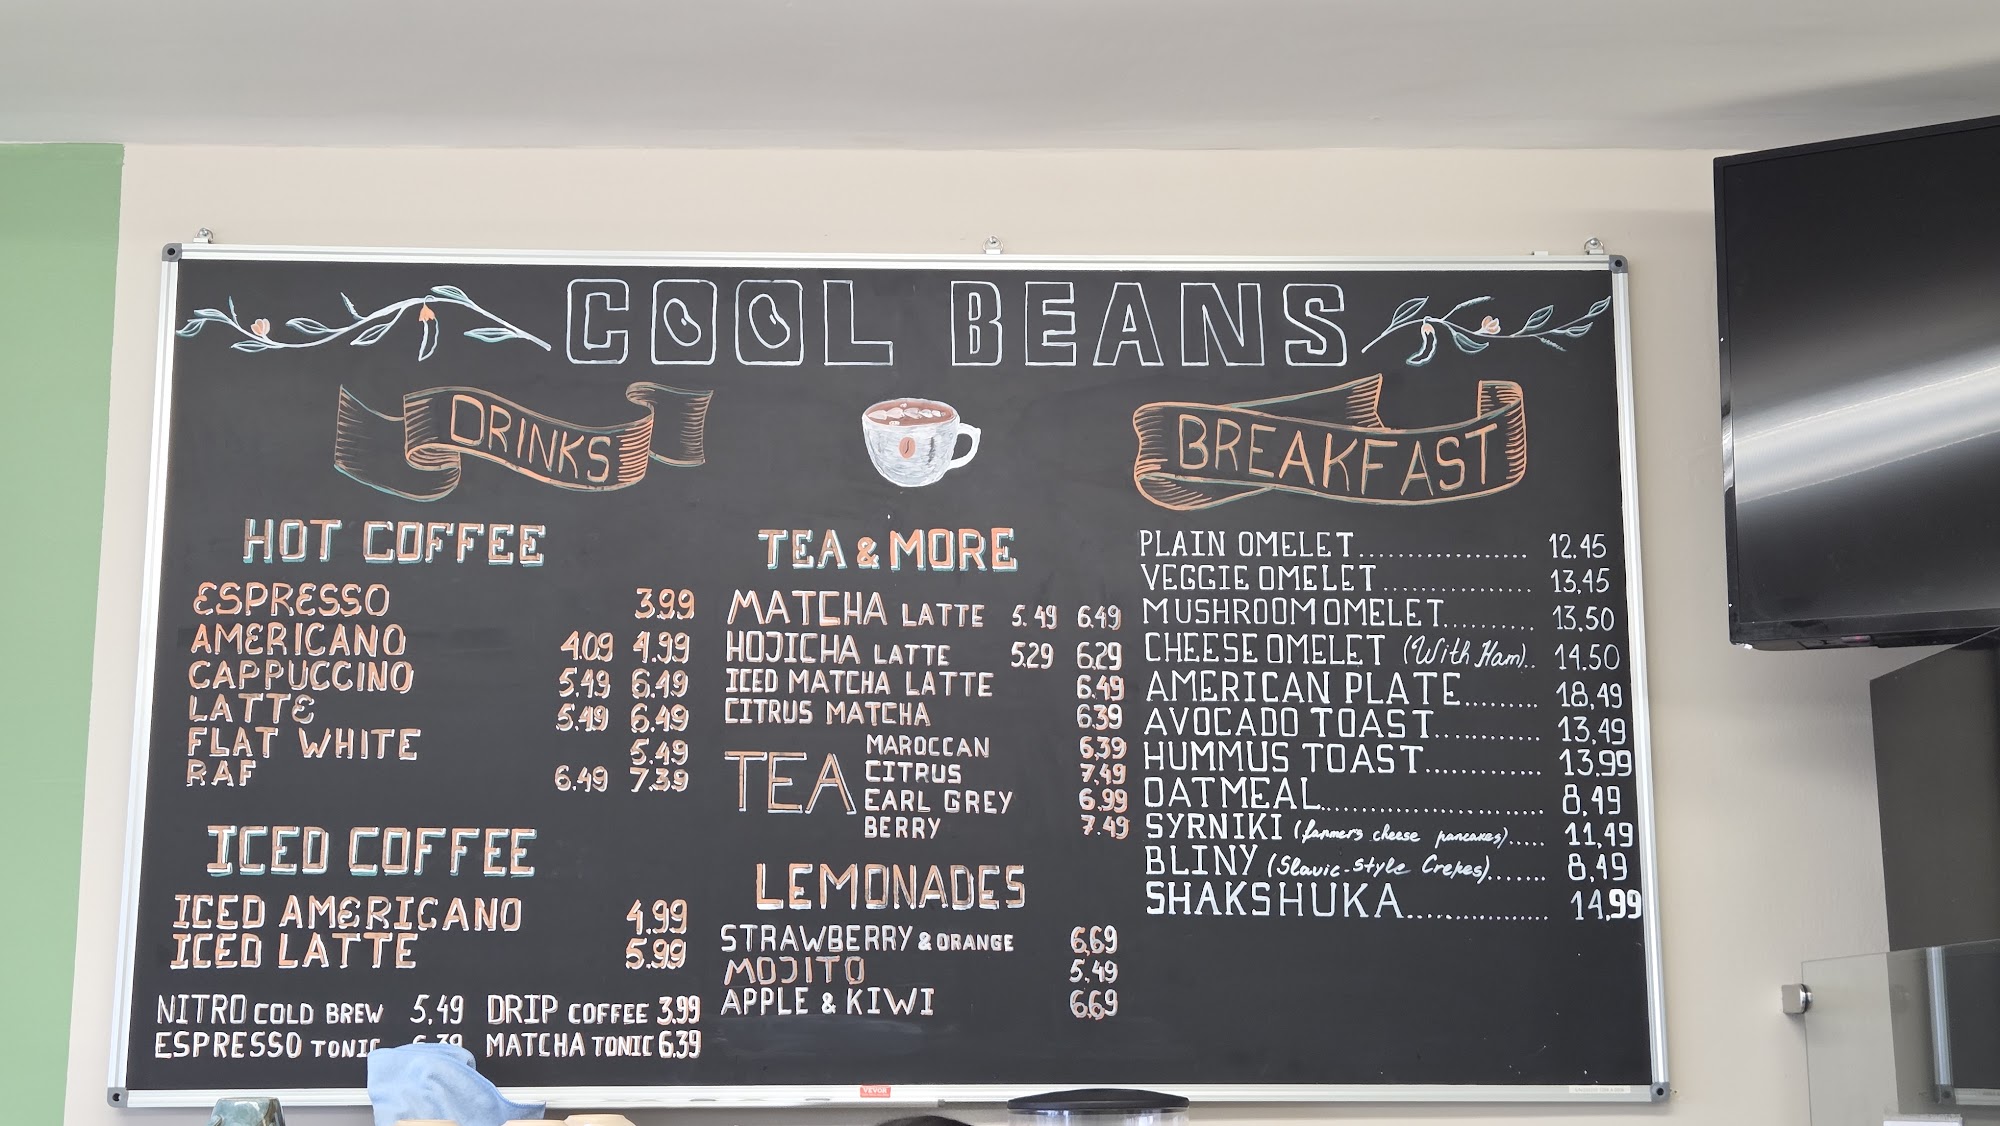 COOL BEANS
DRINKS
HOT COFFEE
ESPRESSO 3.99
AMERICANO 4.09 4.99
CAPPUCCINO 5.49 6.49
LATTE 5.49 6.49
FLAT WHITE 5.49
RAF 6.49 7.39
ICED COFFEE
ICED AMERICANO 4.99
ICED LATTE 5.99
NITRO COLD BREW 5,49 DRIP COFFEE 3.99
ESPRESSO TONIC 6.39 MATCHA TONIC 6.39
TEA & MORE
MATCHA LATTE 5.49 6.49
HOJICHA LATTE 5.29 6.29
ICED MATCHA LATTE 6.49
CITRUS MATCHA 6.39
TEA
MAROCCAN 6.39
CITRUS 7.49
EARL GREY 6.99
BERRY 7.49
LEMONADES
STRAWBERRY & ORANGE 6.69
MOJITO 5.49
APPLE & KIWI 6.69
BREAKFAST
PLAIN OMELET.................. 12.45
VEGGIE OMELET............... 13,45
MUSHROOM OMELET.......... 13,50
CHEESE OMELET (With Ham).. 14.50
AMERICAN PLATE......... 18,49
AVOCADO TOAST............ 13,49
HUMMUS TOAST............. 13.99
OATMEAL........................ 8,49
SYRNIKI (farmer's cheese pancakes)..... 11,49
BLINY (Slavic-style Crepes)....... 8,49
SHAKSHUKA................ 14,99
VEVOR